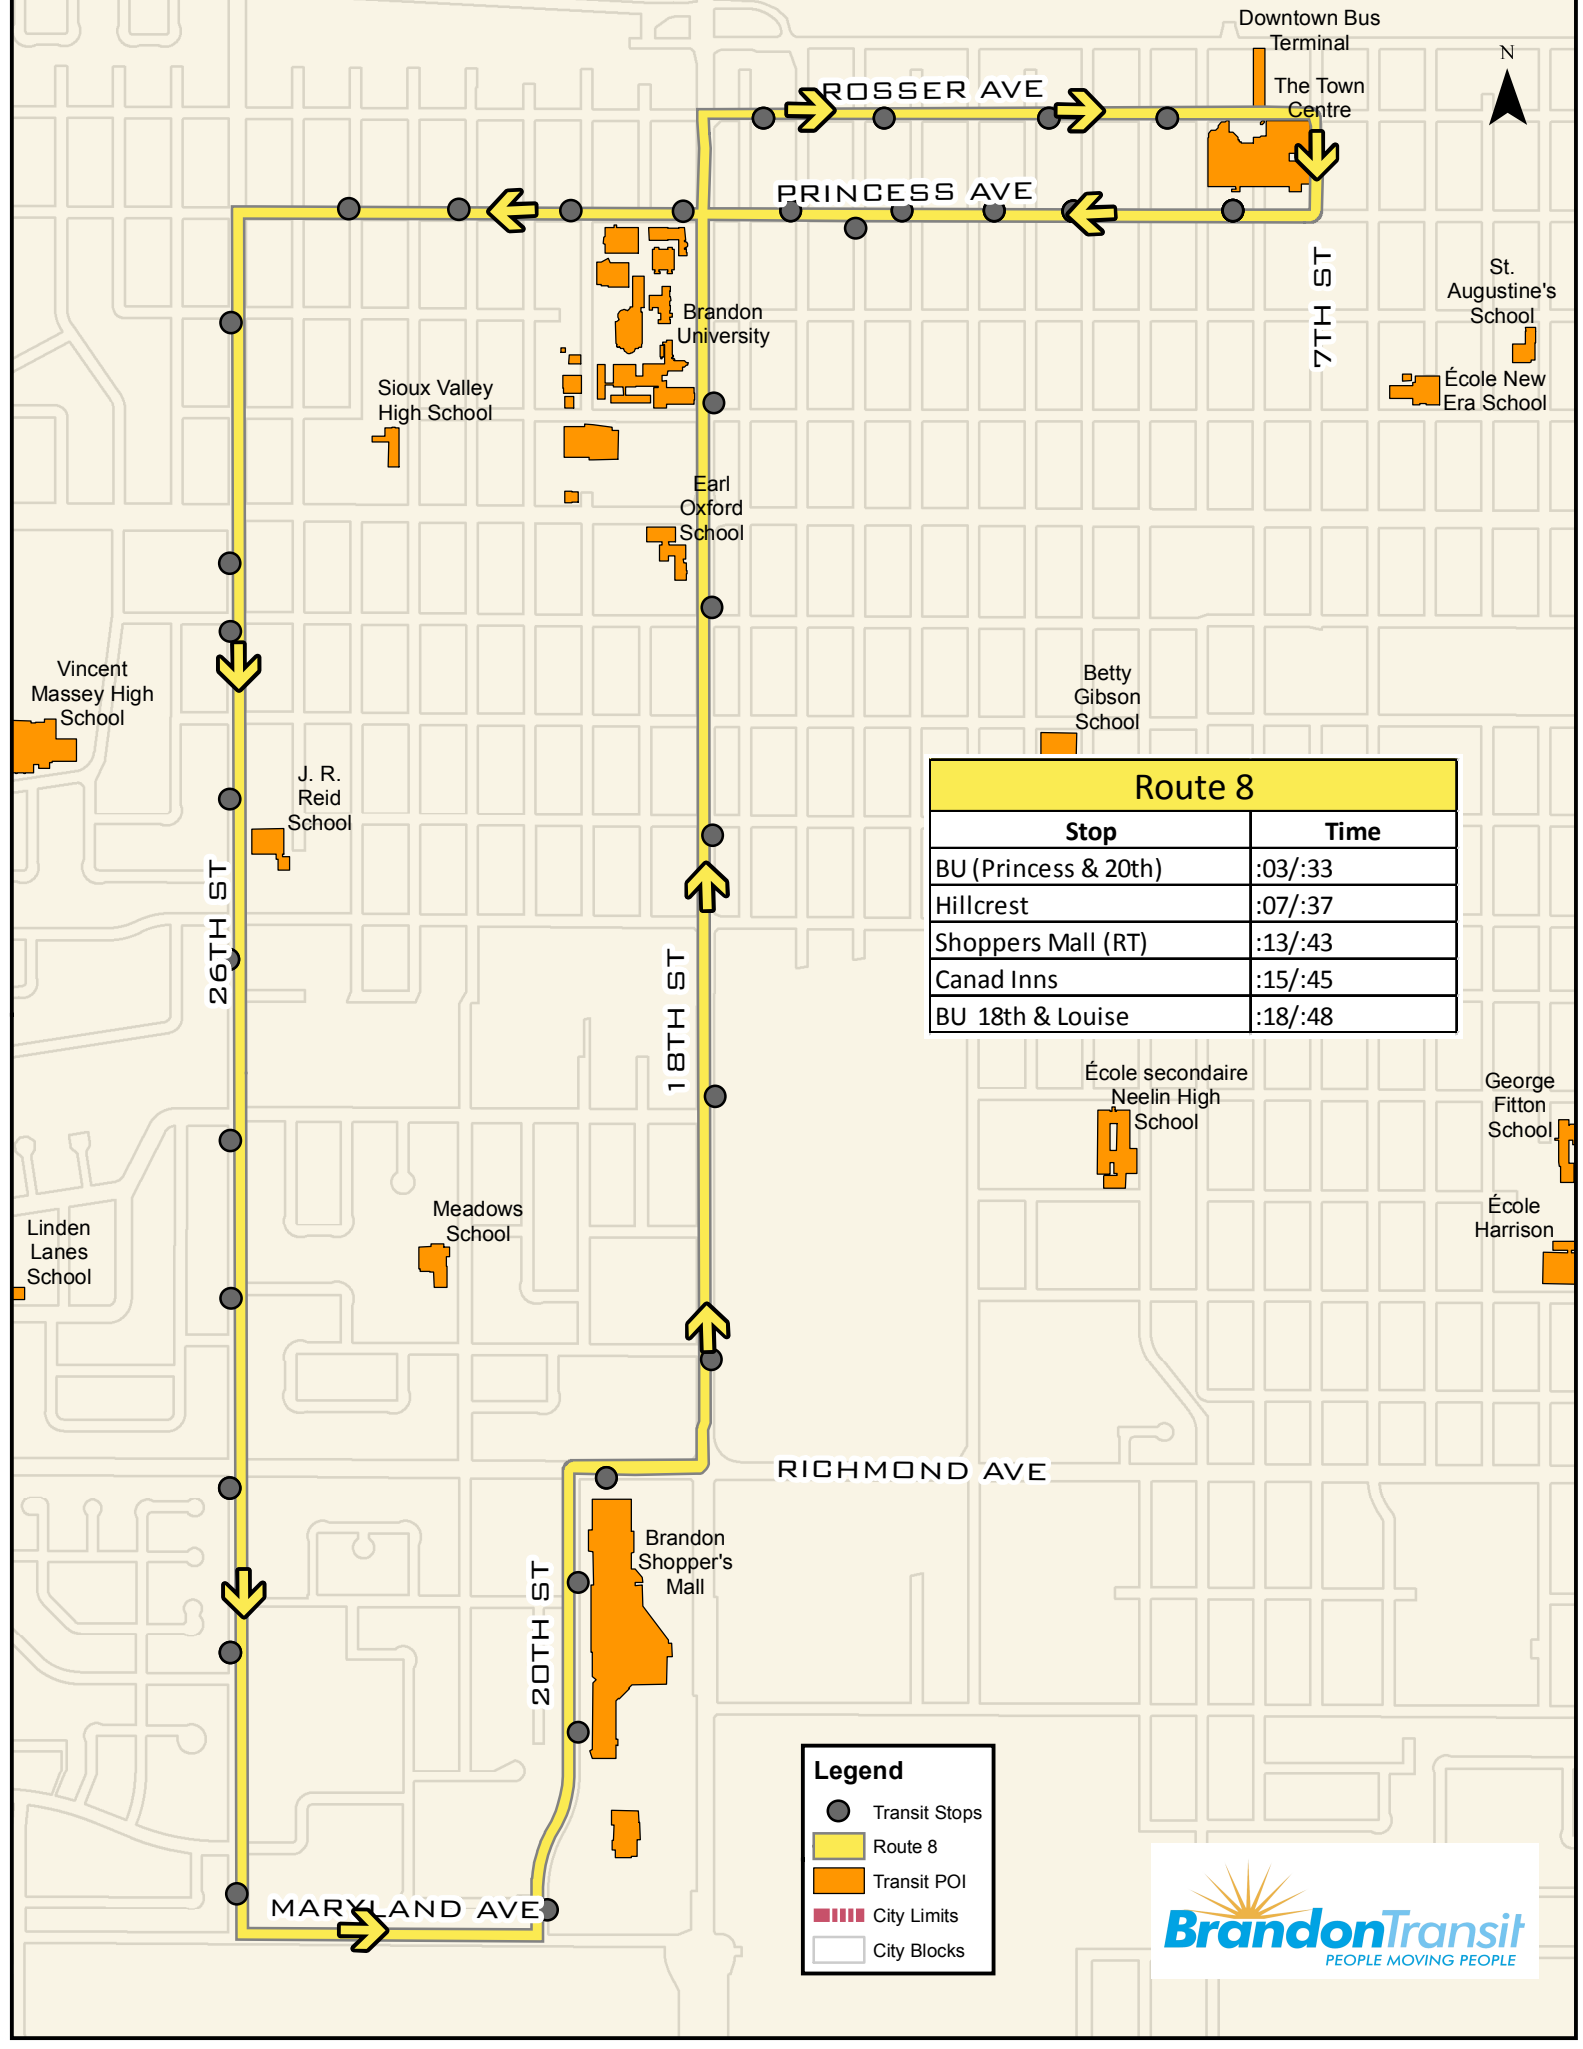 Downtown Bus
Terminal
N
ROSSER AVE
The Town
Centre
PRINCESS AVE
7TH ST
St.
Augustine's
School
Brandon
University
École New
Era School
Sioux Valley
High School
Earl
Oxford
School
Vincent
Massey High
School
Betty
Gibson
School
J. R.
Reid
School
Route 8
Stop Time
BU (Princess & 20th) :03/:33
Hillcrest :07/:37
Shoppers Mall (RT) :13/:43
Canad Inns :15/:45
BU 18th & Louise :18/:48
26TH ST
18TH ST
École secondaire
Neelin High
School
George
Fitton
School
Meadows
School
École
Harrison
Linden
Lanes
School
RICHMOND AVE
Brandon
Shopper's
Mall
20TH ST
Legend
Transit Stops
Route 8
Transit POI
City Limits
City Blocks
MARYLAND AVE
BrandonTransit
PEOPLE MOVING PEOPLE